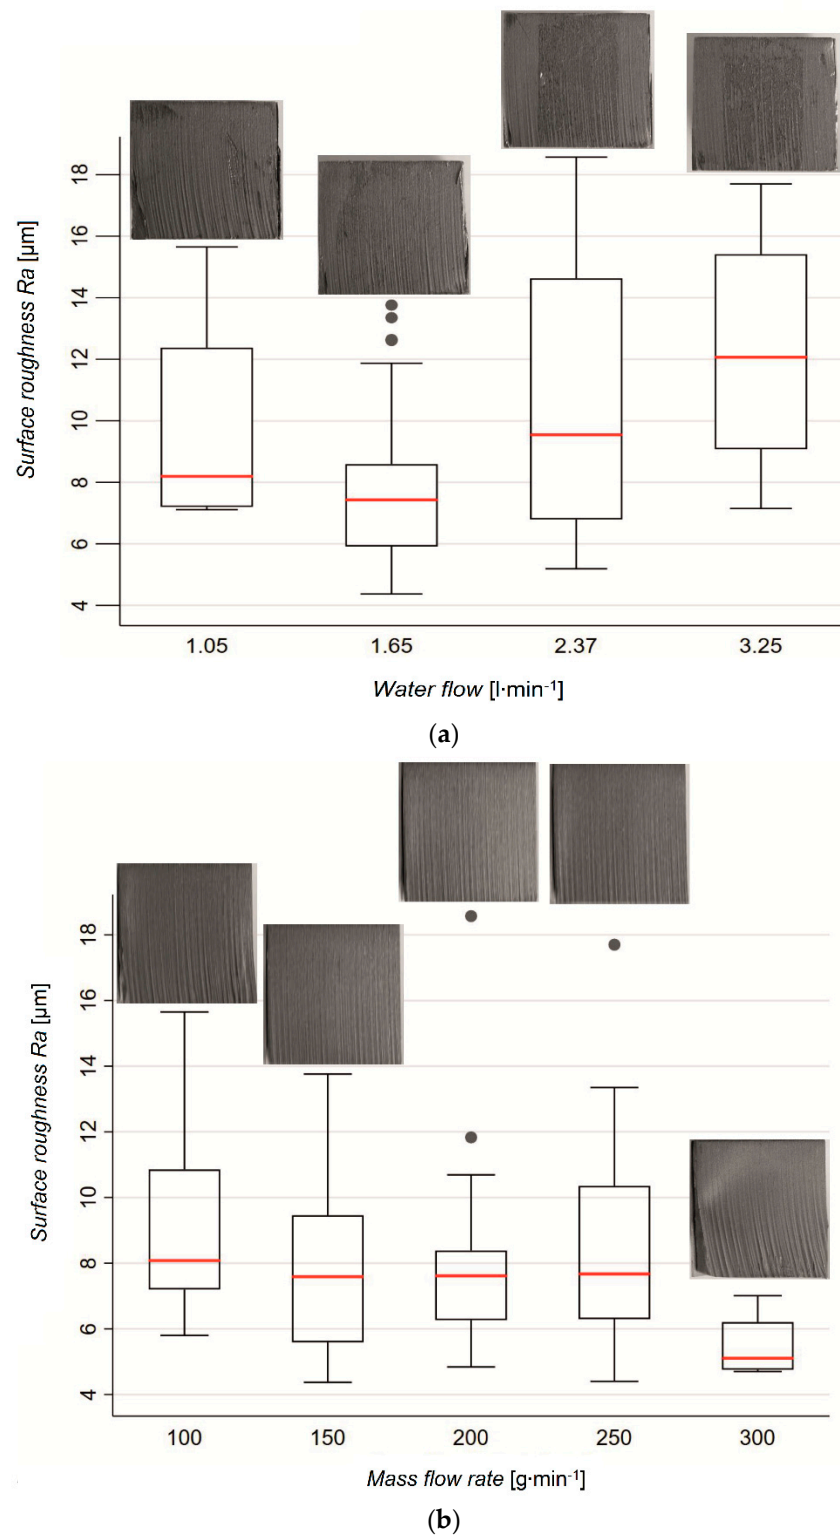 18
16
14
12
10
8
6
4
Surface roughness Ra [µm]
1.05 1.65 2.37 3.25
Water flow [l·min-1]
(a)
18
16
14
12
10
8
6
4
Surface roughness Ra [µm]
100 150 200 250 300
Mass flow rate [g·min-1]
(b)